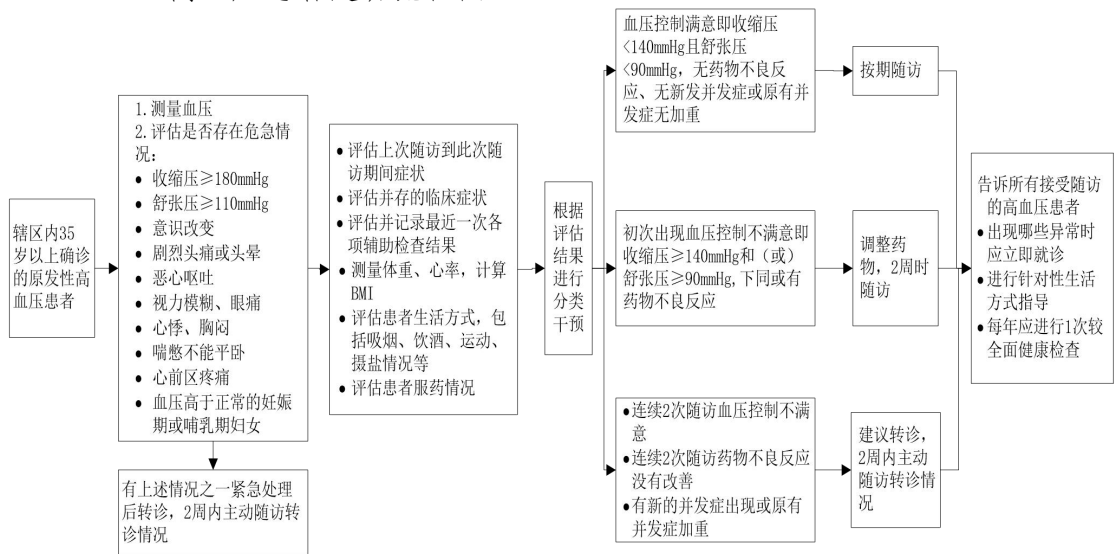 辖区内35
岁以上确诊
的原发性高
血压患者
1. 测量血压
2. 评估是否存在危急情
况：
● 收缩压≥180mmHg
● 舒张压≥110mmHg
● 意识改变
● 剧烈头痛或头晕
● 恶心呕吐
● 视力模糊、眼痛
● 心悸、胸闷
● 喘憋不能平卧
● 心前区疼痛
● 血压高于正常的妊娠
期或哺乳期妇女
有上述情况之一紧急处理
后转诊，2周内主动随访转
诊情况
● 评估上次随访到此次随
访期间症状
● 评估并存的临床症状
● 评估并记录最近一次各
项辅助检查结果
● 测量体重、心率，计算
BMI
● 评估患者生活方式，包
括吸烟、饮酒、运动、
摄盐情况等
● 评估患者服药情况
根据
评估
结果
进行
分类
干预
血压控制满意即收缩压
<140mmHg且舒张压
<90mmHg，无药物不良反
应、无新发并发症或原有并
发症无加重
按期随访
初次出现血压控制不满意即
收缩压≥140mmHg和（或）
舒张压≥90mmHg,下同或有
药物不良反应
调整药
物，2周时
随访
● 连续2次随访血压控制不满
意
● 连续2次随访药物不良反应
没有改善
● 有新的并发症出现或原有
并发症加重
建议转诊，
2周内主动
随访转诊情
况
告诉所有接受随访
的高血压患者
● 出现哪些异常时
应立即就诊
● 进行针对性生活
方式指导
● 每年应进行1次较
全面健康检查